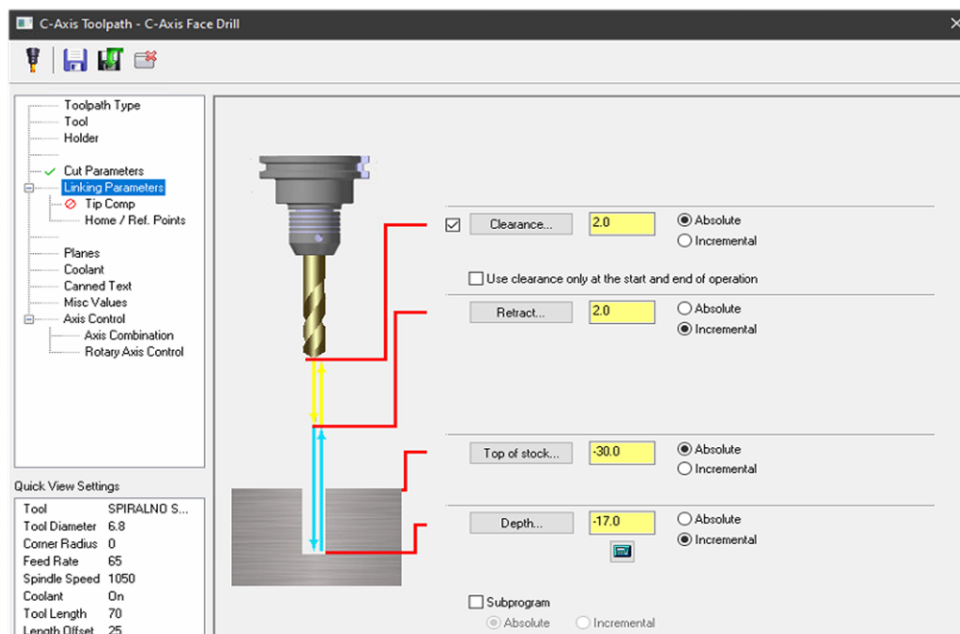 C-Axis Toolpath - C-Axis Face Drill
Toolpath Type
Tool
Holder
Cut Parameters
Linking Parameters
Tip Comp
Home / Ref. Points
Planes
Coolant
Canned Text
Misc Values
Axis Control
Axis Combination
Rotary Axis Control
Clearance... 2.0 Absolute
Incremental
Use clearance only at the start and end of operation
Retract... 2.0 Absolute
Incremental
Top of stock... -30.0 Absolute
Incremental
Depth... -17.0 Absolute
Incremental
Subprogram
Absolute Incremental
Quick View Settings
Tool SPIRALNO S...
Tool Diameter 6.8
Corner Radius 0
Feed Rate 65
Spindle Speed 1050
Coolant On
Tool Length 70
Length Offset 25